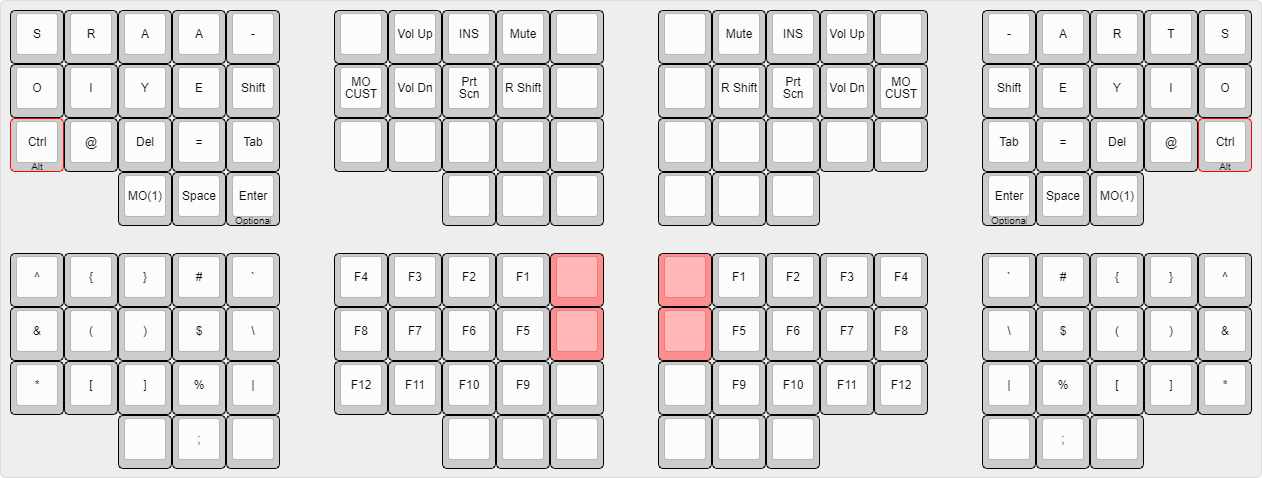 S R A A - Vol Up INS Mute Mute INS Vol Up - A R T S
O I Y E Shift MO CUST Vol Dn Prt Scn R Shift R Shift Prt Scn Vol Dn MO CUST Shift E Y I O
Ctrl @ Del = Tab Tab = Del @ Ctrl
Alt Alt
MO(1) Space Enter Enter Space MO(1)
Optional Optional
^ { } # ` F4 F3 F2 F1 F1 F2 F3 F4 ` # { } ^
& ( ) $ \ F8 F7 F6 F5 F5 F6 F7 F8 \ $ ( ) &
* [ ] % | F12 F11 F10 F9 F9 F10 F11 F12 | % [ ] *
; ;